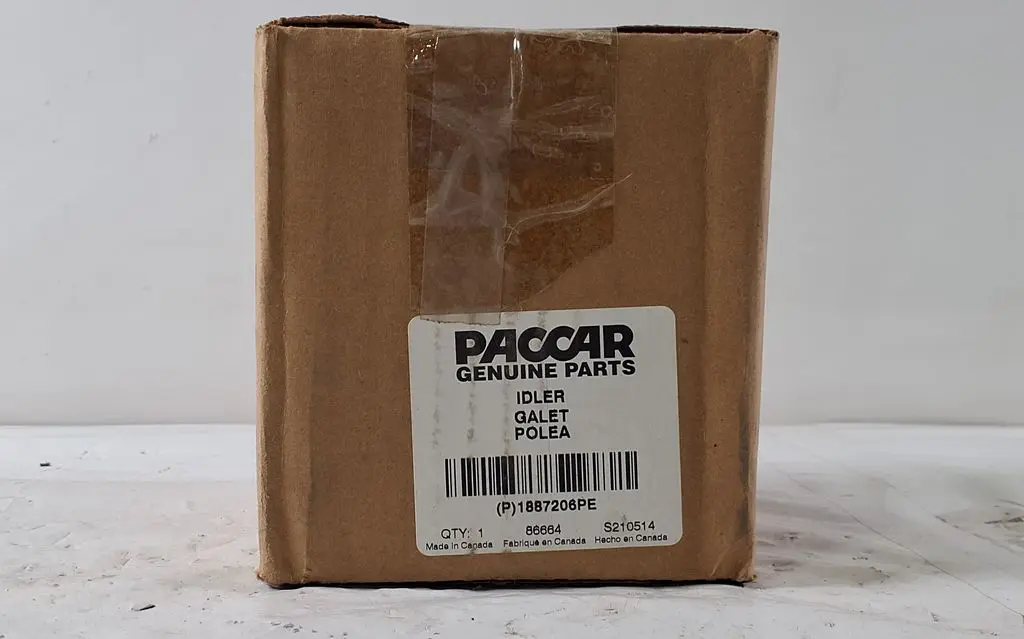 PACCAR
GENUINE PARTS
IDLER
GALET
POLEA
(P)1887206PE
QTY: 1 86664 S210514
Made in Canada Fabriqué en Canada Hecho en Canada